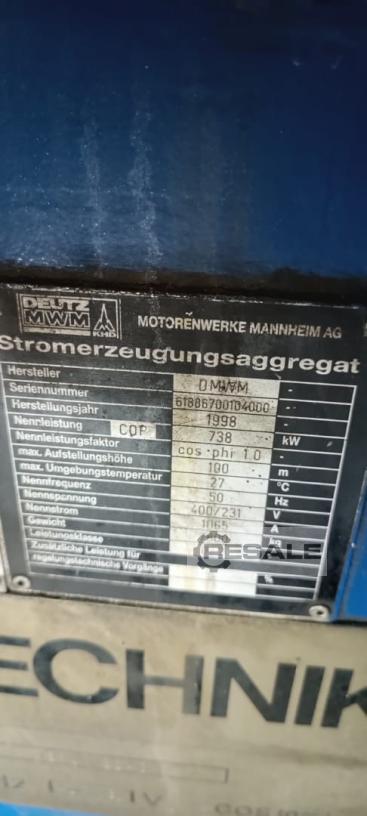 DEUTZ
MWM
KHD
MOTORENWERKE MANNHEIM AG
Stromerzeugungsaggregat
Hersteller DMWM -
Seriennummer 61806700104000 -
Herstellungsjahr 1998 -
Nennleistung COP 738 kW
Nennleistungsfaktor cos phi 1.0 -
max. Aufstellungshöhe 100 m
max. Umgebungstemperatur 27 °C
Nennfrequenz 50 Hz
Nennspannung 400/231 V
Nennstrom 1065 A
Gewicht kg
Leistungsklasse
Zusätzliche Leistung für
regelungstechnische Vorgänge %
RESALE
ECHNIK